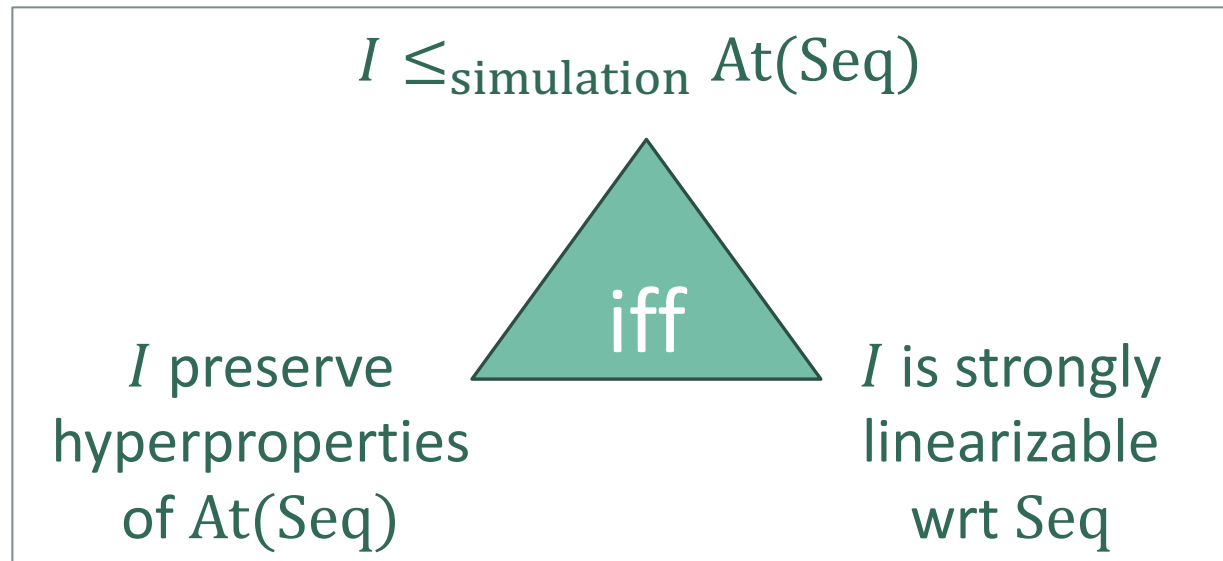 I ≤simulation At(Seq)
iff
I preserve
hyperproperties
of At(Seq)
I is strongly
linearizable
wrt Seq